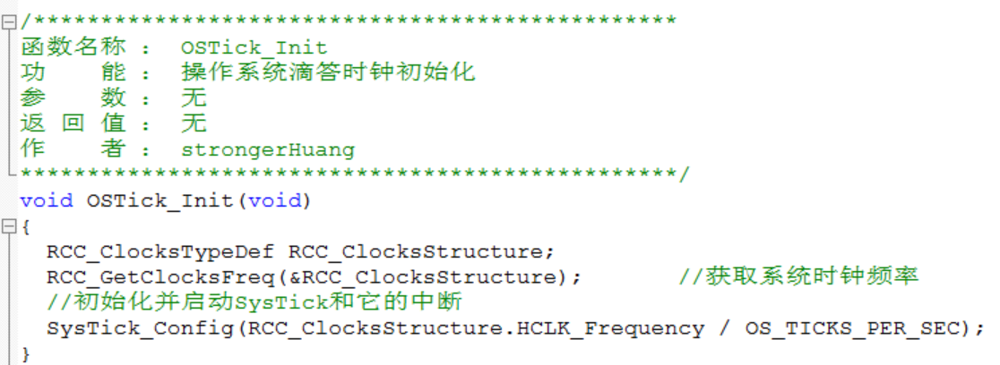 /************************************************
函数名称 ： OSTick_Init
功    能 ： 操作系统滴答时钟初始化
参    数 ： 无
返 回 值 ： 无
作    者 ： strongerHuang
*************************************************/
void OSTick_Init(void)
{
  RCC_ClocksTypeDef RCC_ClocksStructure;
  RCC_GetClocksFreq(&RCC_ClocksStructure);       //获取系统时钟频率
  //初始化并启动SysTick和它的中断
  SysTick_Config(RCC_ClocksStructure.HCLK_Frequency / OS_TICKS_PER_SEC);
}